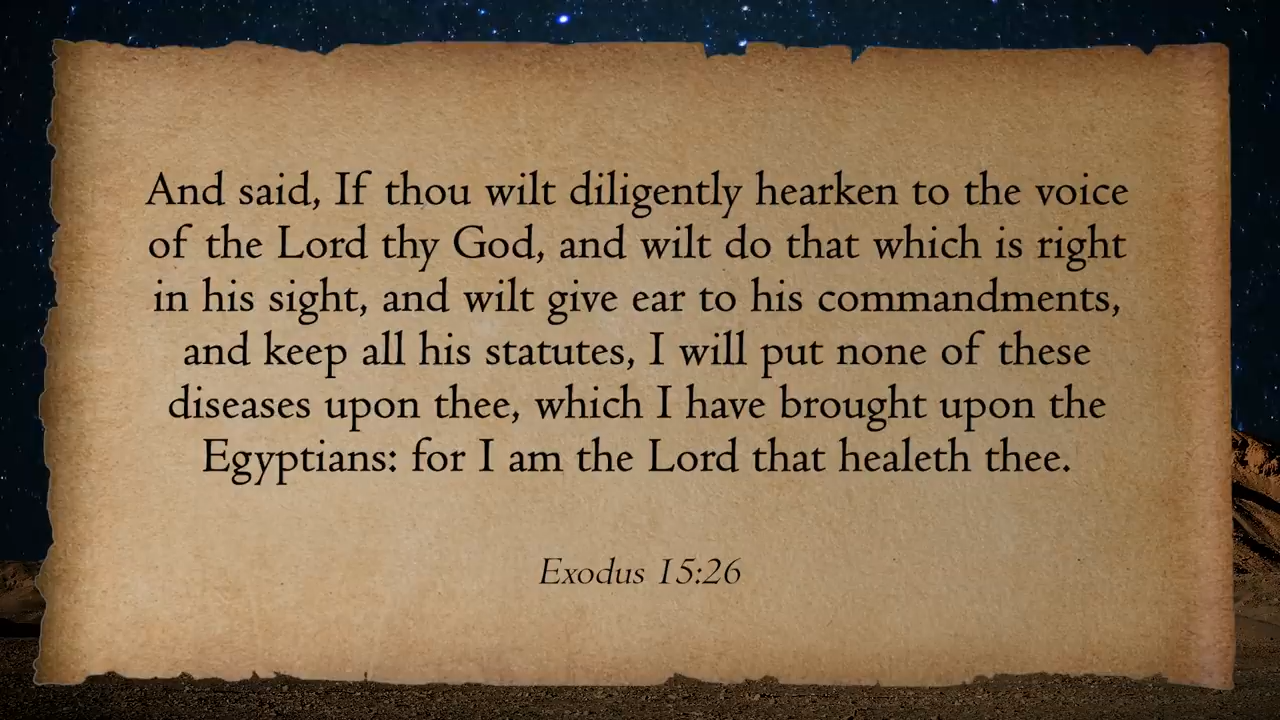 And said, If thou wilt diligently hearken to the voice
of the Lord thy God, and wilt do that which is right
in his sight, and wilt give ear to his commandments,
and keep all his statutes, I will put none of these
diseases upon thee, which I have brought upon the
Egyptians: for I am the Lord that healeth thee.
Exodus 15:26